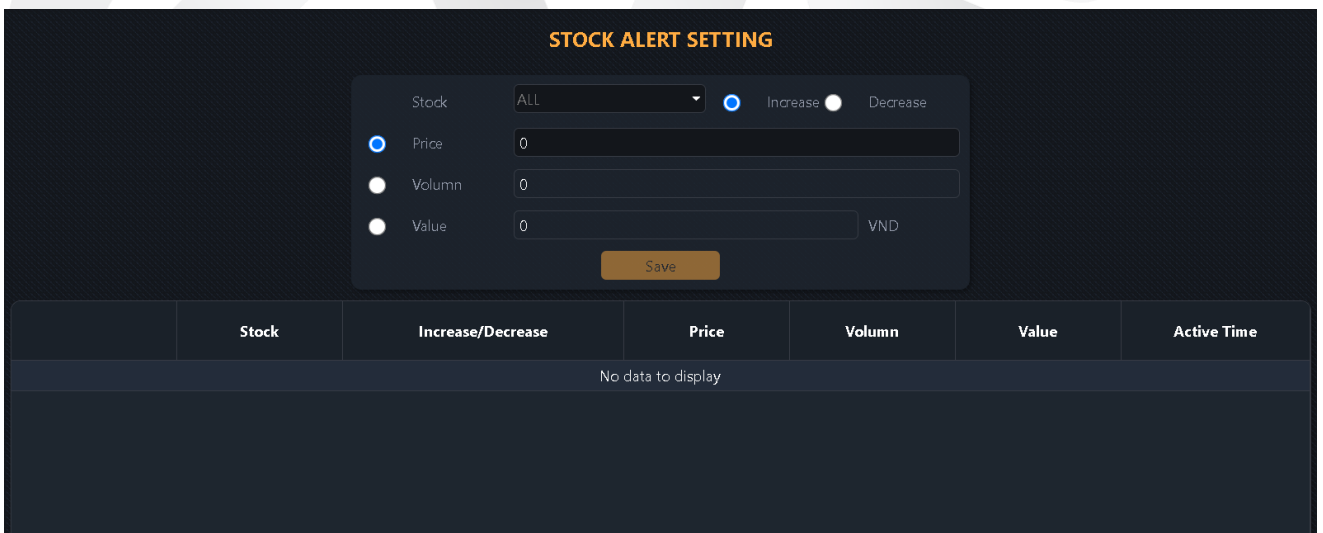 STOCK ALERT SETTING
Stock ALL Increase Decrease
Price 0
Volumn 0
Value 0 VND
Save
Stock Increase/Decrease Price Volumn Value Active Time
No data to display